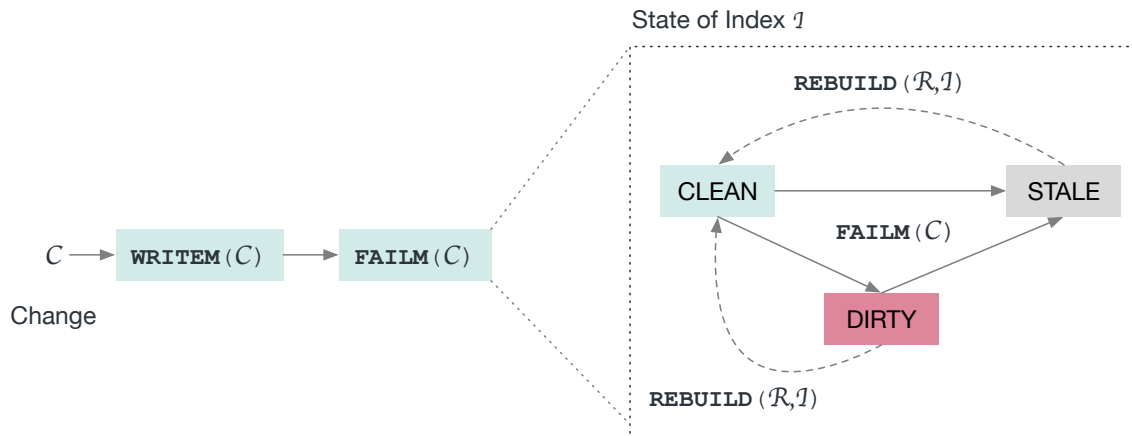 State of Index ℐ
REBUILD(ℛ,ℐ)
CLEAN
STALE
FAILM(C)
C
WRITEM(C)
FAILM(C)
Change
DIRTY
REBUILD(ℛ,ℐ)